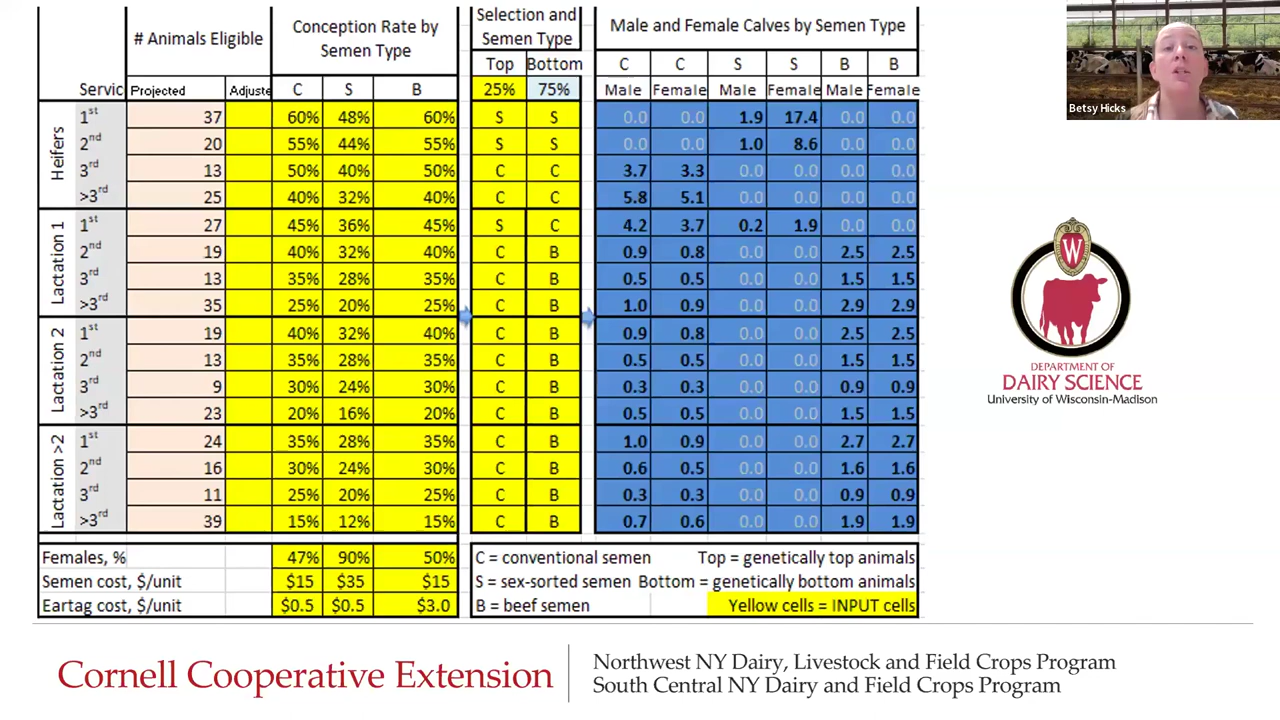 # Animals Eligible
Conception Rate by Semen Type
Selection and Semen Type
Male and Female Calves by Semen Type
Top Bottom C C S S B B
Servic Projected Adjuste C S B 25% 75% Male Female Male Female Male Female
Heifers
1st 37 60% 48% 60% S S 0.0 0.0 1.9 17.4 0.0 0.0
2nd 20 55% 44% 55% S S 0.0 0.0 1.0 8.6 0.0 0.0
3rd 13 50% 40% 50% C C 3.7 3.3 0.0 0.0 0.0 0.0
>3rd 25 40% 32% 40% C C 5.8 5.1 0.0 0.0 0.0 0.0
Lactation 1
1st 27 45% 36% 45% S C 4.2 3.7 0.2 1.9 0.0 0.0
2nd 19 40% 32% 40% C B 0.9 0.8 0.0 0.0 2.5 2.5
3rd 13 35% 28% 35% C B 0.5 0.5 0.0 0.0 1.5 1.5
>3rd 35 25% 20% 25% C B 1.0 0.9 0.0 0.0 2.9 2.9
Lactation 2
1st 19 40% 32% 40% C B 0.9 0.8 0.0 0.0 2.5 2.5
2nd 13 35% 28% 35% C B 0.5 0.5 0.0 0.0 1.5 1.5
3rd 9 30% 24% 30% C B 0.3 0.3 0.0 0.0 0.9 0.9
>3rd 23 20% 16% 20% C B 0.5 0.5 0.0 0.0 1.5 1.5
Lactation >2
1st 24 35% 28% 35% C B 1.0 0.9 0.0 0.0 2.7 2.7
2nd 16 30% 24% 30% C B 0.6 0.5 0.0 0.0 1.6 1.6
3rd 11 25% 20% 25% C B 0.3 0.3 0.0 0.0 0.9 0.9
>3rd 39 15% 12% 15% C B 0.7 0.6 0.0 0.0 1.9 1.9
Females, % 47% 90% 50%
Semen cost, $/unit $15 $35 $15
Eartag cost, $/unit $0.5 $0.5 $3.0
C = conventional semen Top = genetically top animals
S = sex-sorted semen Bottom = genetically bottom animals
B = beef semen Yellow cells = INPUT cells
Betsy Hicks
W
DEPARTMENT OF
DAIRY SCIENCE
University of Wisconsin-Madison
Cornell Cooperative Extension
Northwest NY Dairy, Livestock and Field Crops Program
South Central NY Dairy and Field Crops Program